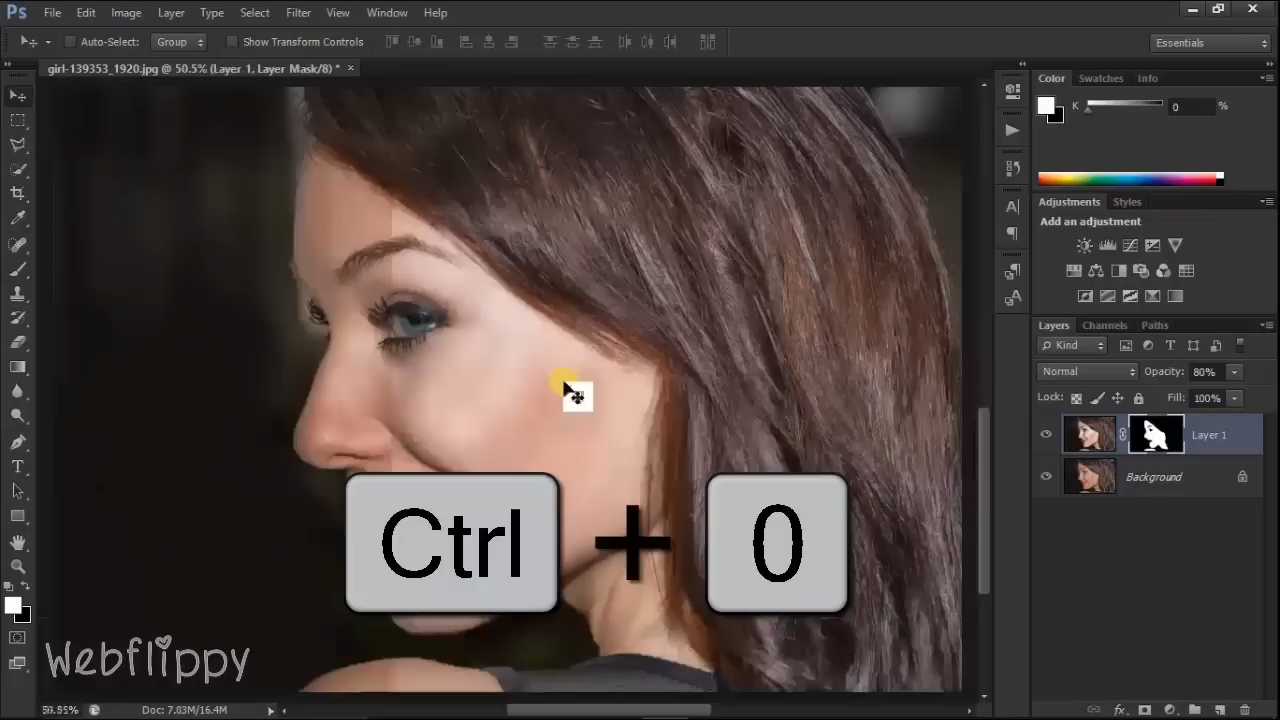 Ps File Edit Image Layer Type Select Filter View Window Help
Auto-Select: Group Show Transform Controls Essentials
girl-139353_1920.jpg @ 50.5% (Layer 1, Layer Mask/8) * ×
Color Swatches Info
K 0 %
Adjustments Styles
Add an adjustment
Layers Channels Paths
Kind
Normal Opacity: 80%
Lock: Fill: 100%
Layer 1
Background
Ctrl + 0
Webflippy
Doc: 7.03M/16.4M